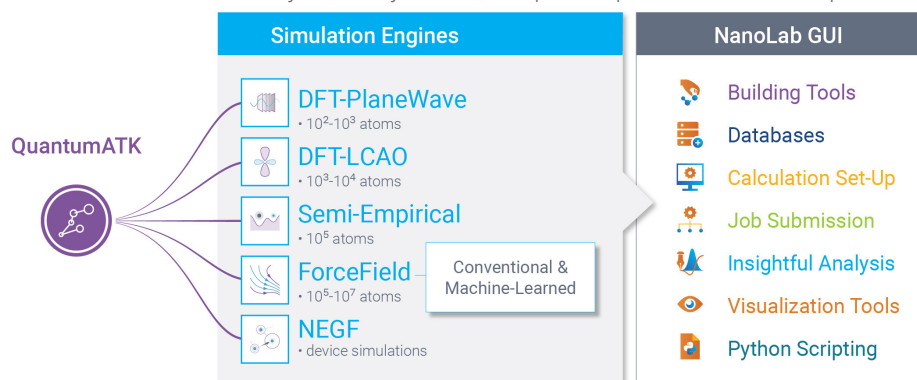 Simulation Engines
NanoLab GUI
QuantumATK
DFT-PlaneWave
• 10²-10³ atoms
DFT-LCAO
• 10³-10⁴ atoms
Semi-Empirical
• 10⁵ atoms
ForceField
• 10⁵-10⁷ atoms
Conventional &
Machine-Learned
NEGF
• device simulations
Building Tools
Databases
Calculation Set-Up
Job Submission
Insightful Analysis
Visualization Tools
Python Scripting